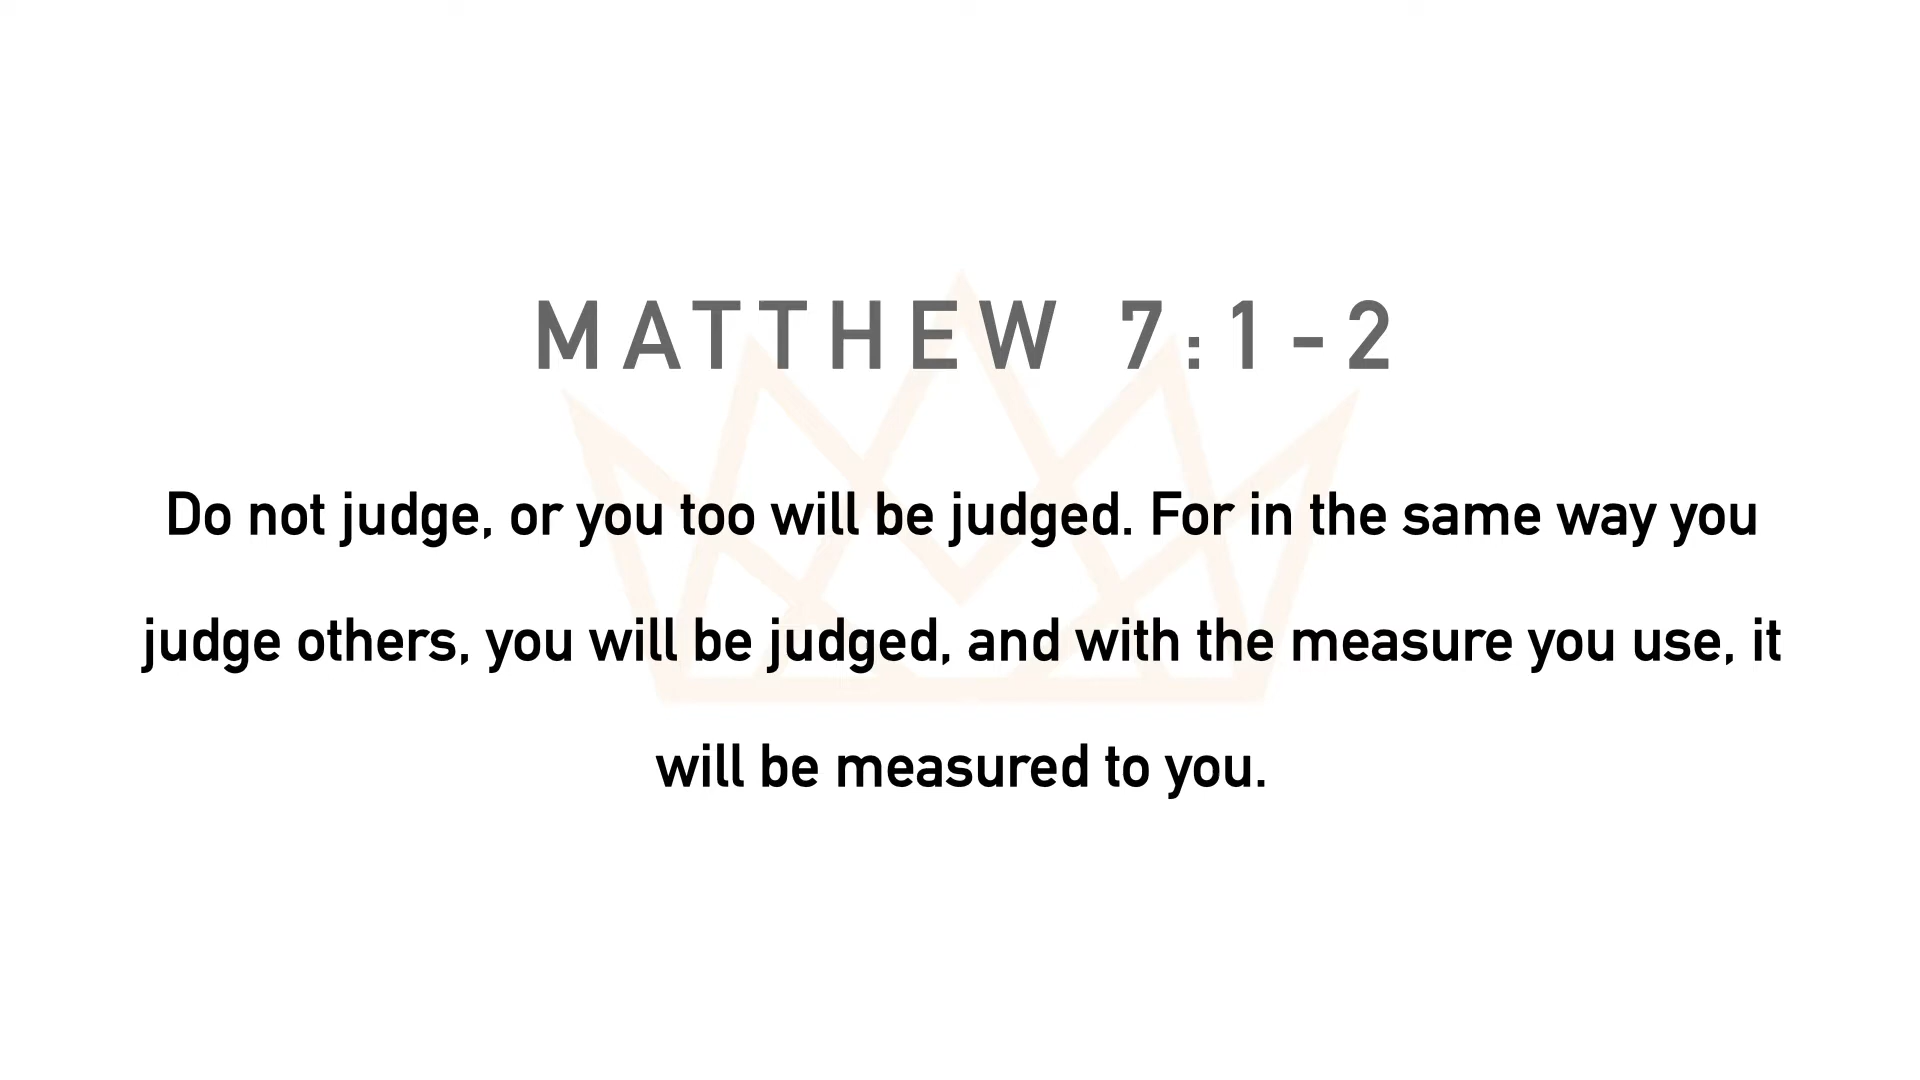 MATTHEW 7:1-2
Do not judge, or you too will be judged. For in the same way you
judge others, you will be judged, and with the measure you use, it
will be measured to you.